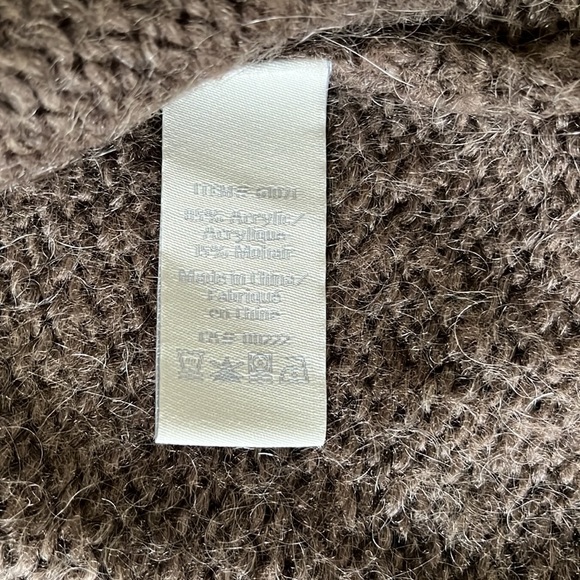 85% Acrylic/
Acrylique
15% Mohair
Made in China/
Fabriqué
en Chine